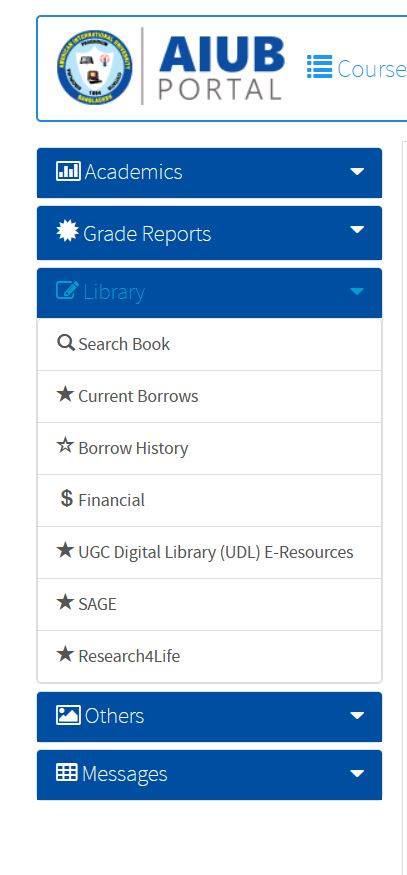 AMERICAN INTERNATIONAL UNIVERSITY
BANGLADESH
AIUB
PORTAL
Course
Academics
Grade Reports
Library
Search Book
Current Borrows
Borrow History
$ Financial
UGC Digital Library (UDL) E-Resources
SAGE
Research4Life
Others
Messages